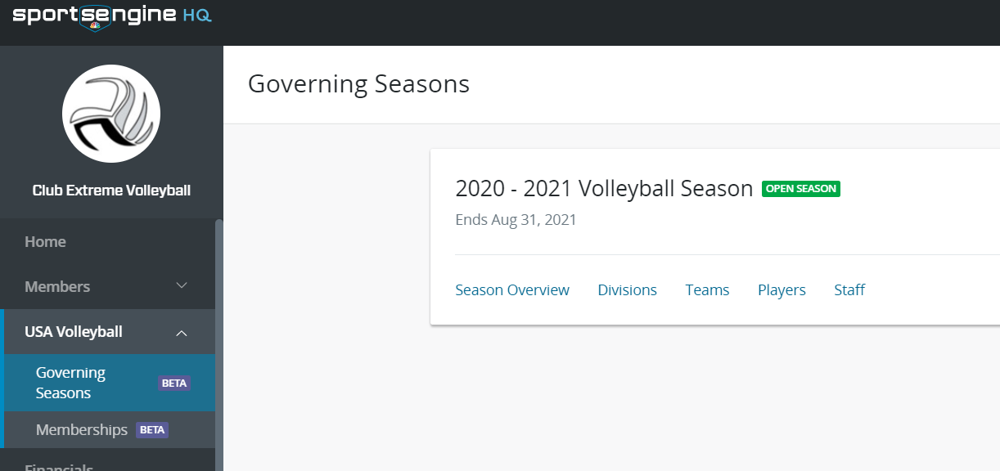 sportsengine HQ
Club Extreme Volleyball
Home
Members
USA Volleyball
Governing
Seasons BETA
Memberships BETA
Financials
Governing Seasons
2020 - 2021 Volleyball Season OPEN SEASON
Ends Aug 31, 2021
Season Overview Divisions Teams Players Staff